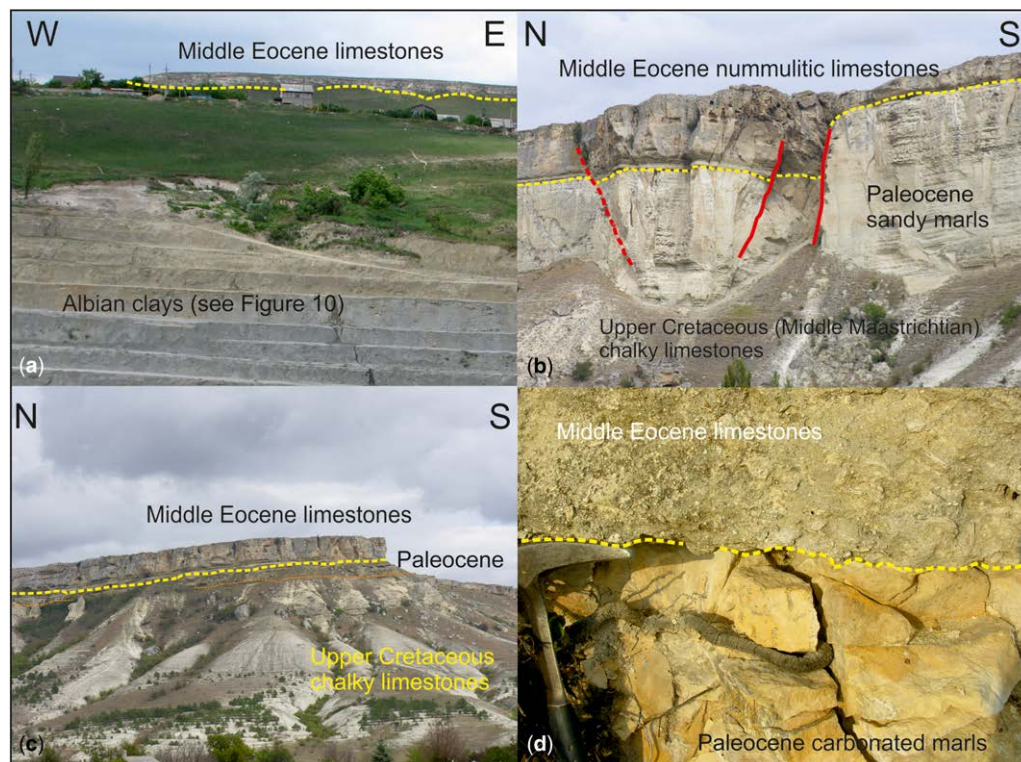 W
E
Middle Eocene limestones
Albian clays (see Figure 10)
(a)
N
S
Middle Eocene nummulitic limestones
Paleocene
sandy marls
Upper Cretaceous (Middle Maastrichtian)
chalky limestones
(b)
N
S
Middle Eocene limestones
Paleocene
Upper Cretaceous
chalky limestones
(c)
Middle Eocene limestones
Paleocene carbonated marls
(d)